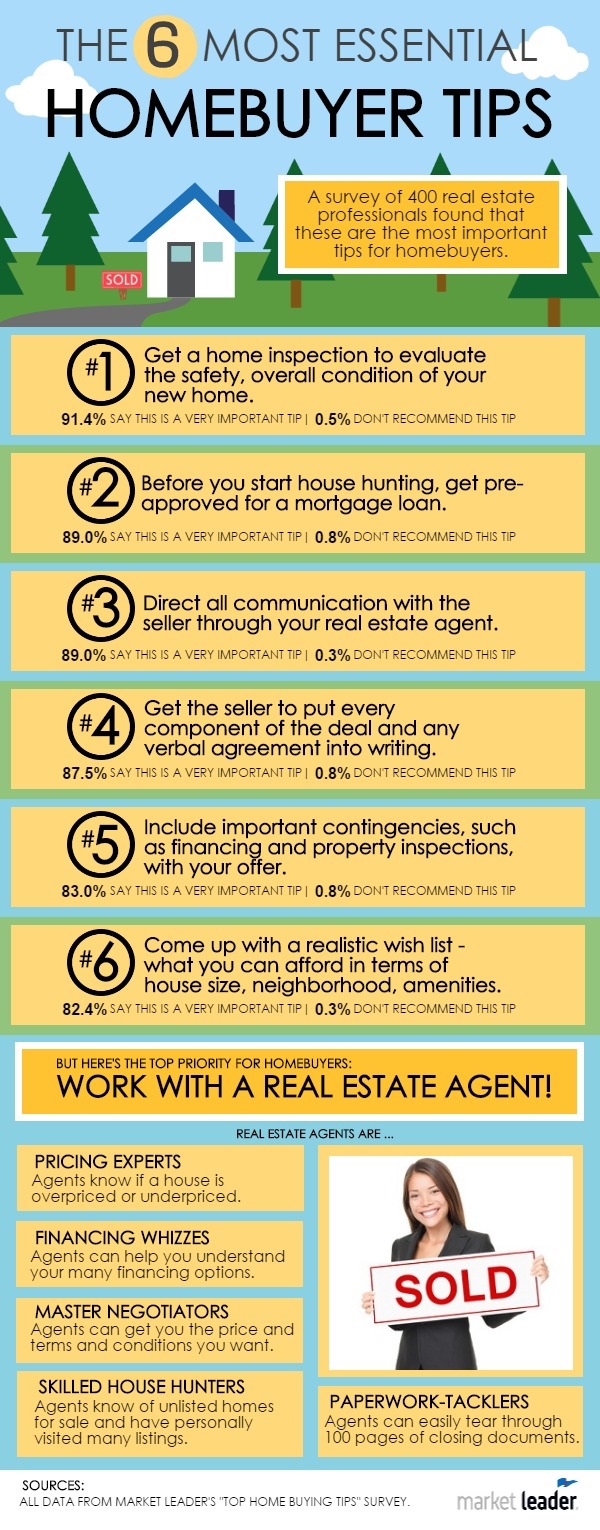 THE 6 MOST ESSENTIAL
HOMEBUYER TIPS
A survey of 400 real estate
professionals found that
these are the most important
tips for homebuyers.
SOLD
#1
Get a home inspection to evaluate
the safety, overall condition of your
new home.
91.4% SAY THIS IS A VERY IMPORTANT TIP | 0.5% DON'T RECOMMEND THIS TIP
#2
Before you start house hunting, get pre-
approved for a mortgage loan.
89.0% SAY THIS IS A VERY IMPORTANT TIP | 0.8% DON'T RECOMMEND THIS TIP
#3
Direct all communication with the
seller through your real estate agent.
89.0% SAY THIS IS A VERY IMPORTANT TIP | 0.3% DON'T RECOMMEND THIS TIP
#4
Get the seller to put every
component of the deal and any
verbal agreement into writing.
87.5% SAY THIS IS A VERY IMPORTANT TIP | 0.8% DON'T RECOMMEND THIS TIP
#5
Include important contingencies, such
as financing and property inspections,
with your offer.
83.0% SAY THIS IS A VERY IMPORTANT TIP | 0.8% DON'T RECOMMEND THIS TIP
#6
Come up with a realistic wish list -
what you can afford in terms of
house size, neighborhood, amenities.
82.4% SAY THIS IS A VERY IMPORTANT TIP | 0.3% DON'T RECOMMEND THIS TIP
BUT HERE'S THE TOP PRIORITY FOR HOMEBUYERS:
WORK WITH A REAL ESTATE AGENT!
REAL ESTATE AGENTS ARE ...
PRICING EXPERTS
Agents know if a house is
overpriced or underpriced.
FINANCING WHIZZES
Agents can help you understand
your many financing options.
MASTER NEGOTIATORS
Agents can get you the price and
terms and conditions you want.
SKILLED HOUSE HUNTERS
Agents know of unlisted homes
for sale and have personally
visited many listings.
SOLD
PAPERWORK-TACKLERS
Agents can easily tear through
100 pages of closing documents.
SOURCES:
ALL DATA FROM MARKET LEADER'S "TOP HOME BUYING TIPS" SURVEY.
market leader